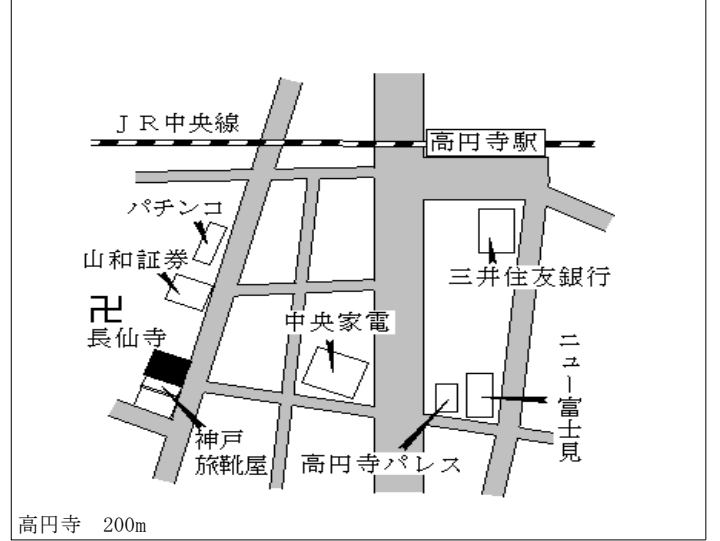 ＪＲ中央線
高円寺駅
パチンコ
山和証券
三井住友銀行
卍
長仙寺
中央家電
ニュー富士見
神戸
旅靴屋
高円寺パレス
高円寺　200m